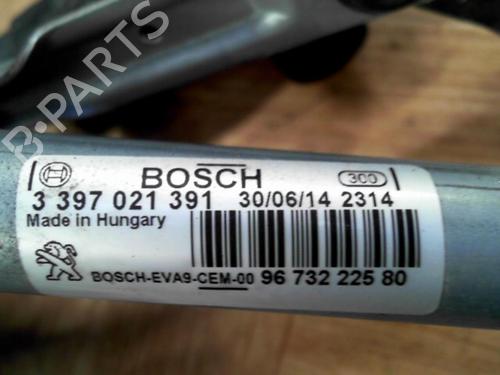 B-PARTS
BOSCH 300
3 397 021 391 30/06/14 2314
Made in Hungary
BOSCH-EVA9-CEM-00 96 732 225 80